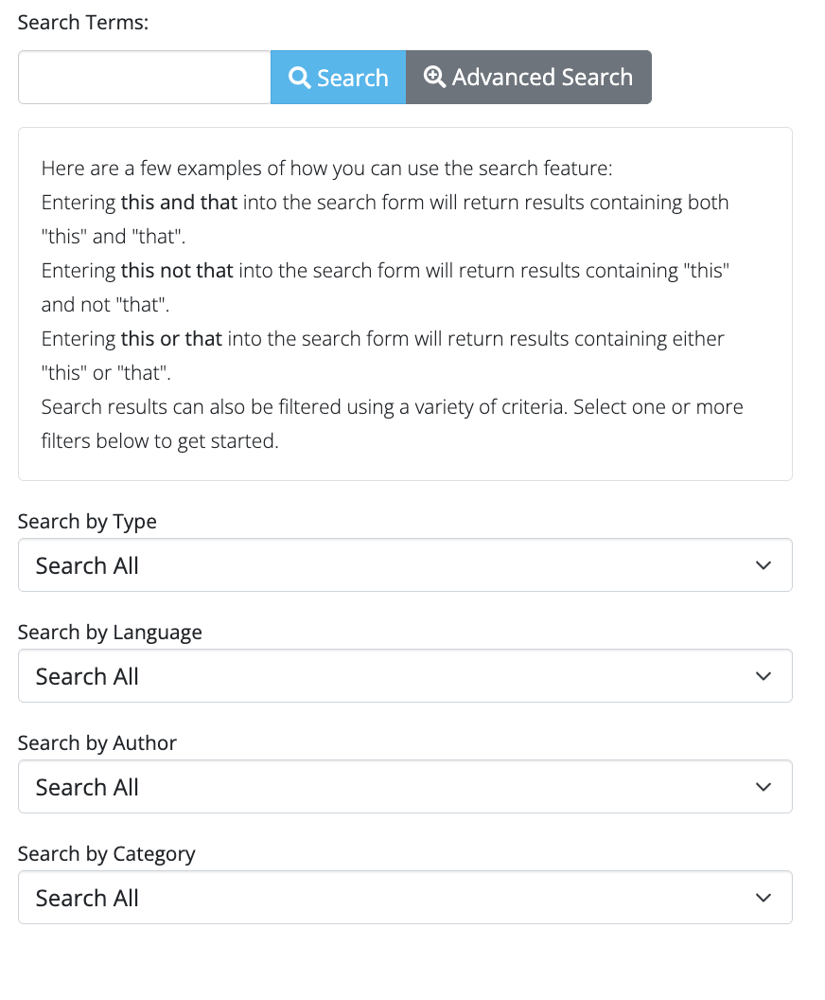 Search Terms:
Search Advanced Search
Here are a few examples of how you can use the search feature:
Entering this and that into the search form will return results containing both
"this" and "that".
Entering this not that into the search form will return results containing "this"
and not "that".
Entering this or that into the search form will return results containing either
"this" or "that".
Search results can also be filtered using a variety of criteria. Select one or more
filters below to get started.
Search by Type
Search All
Search by Language
Search All
Search by Author
Search All
Search by Category
Search All